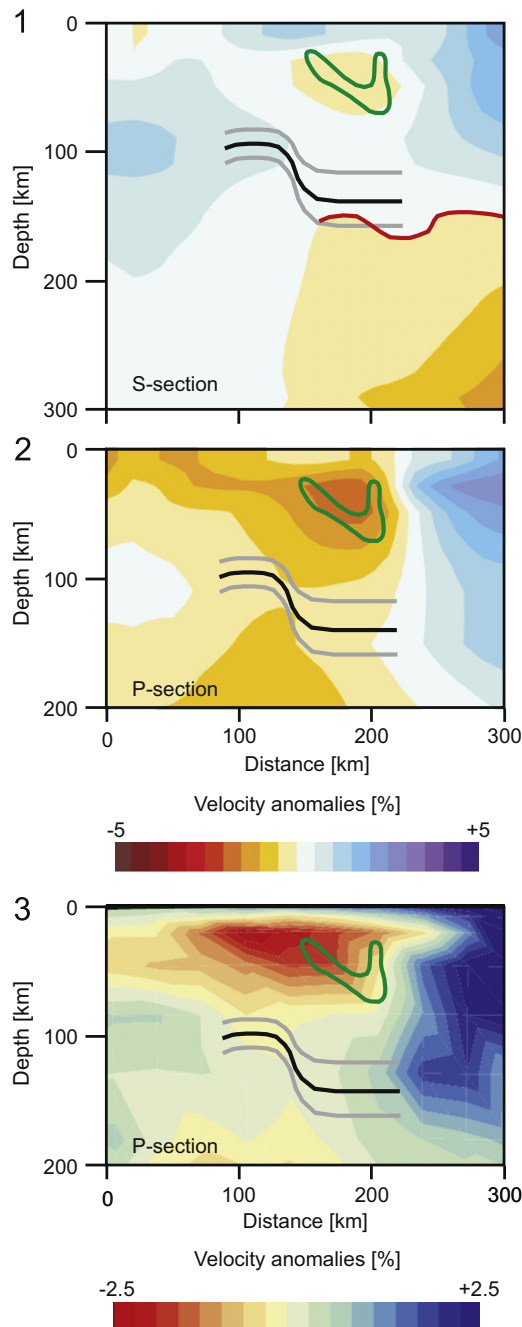 1
0
100
200
300
Depth [km]
S-section
2
0
100
200
Depth [km]
P-section
0 100 200 300
Distance [km]
Velocity anomalies [%]
-5 +5
3
0
100
200
Depth [km]
P-section
0 100 200 300
Distance [km]
Velocity anomalies [%]
-2.5 +2.5